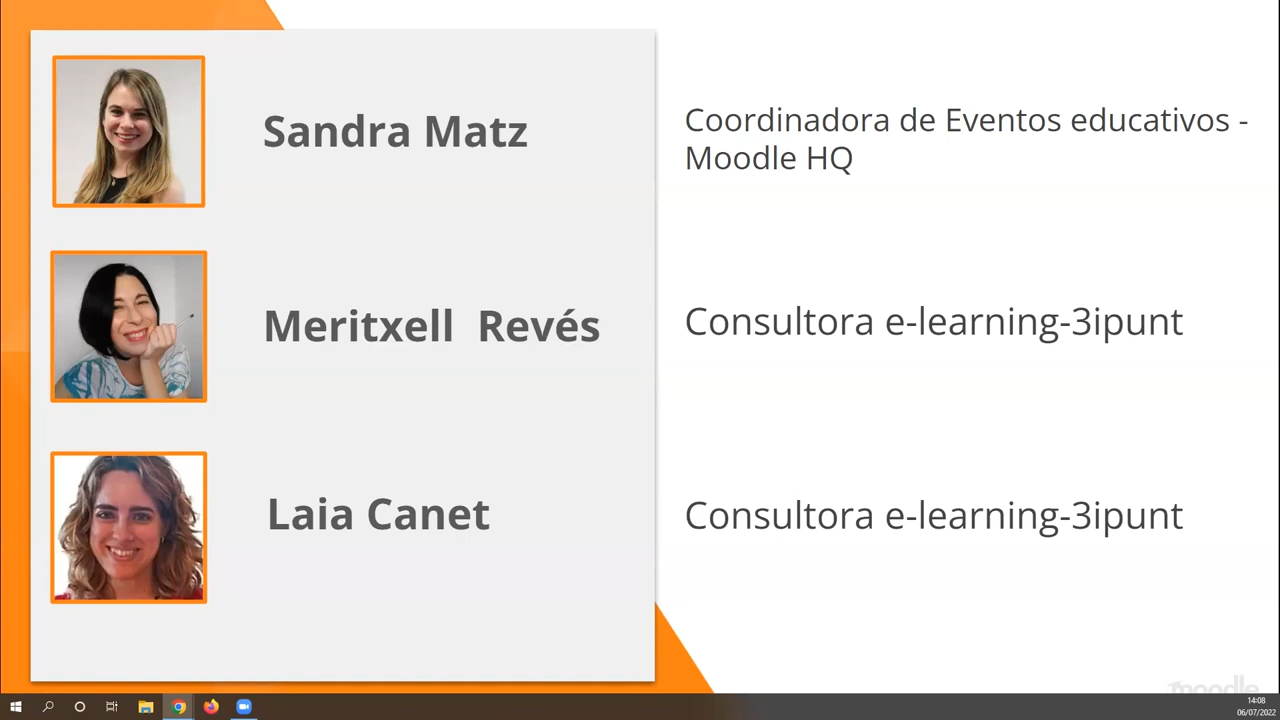 Sandra Matz
Coordinadora de Eventos educativos -
Moodle HQ
Meritxell Revés
Consultora e-learning-3ipunt
Laia Canet
Consultora e-learning-3ipunt
moodle
14:08
06/07/2022